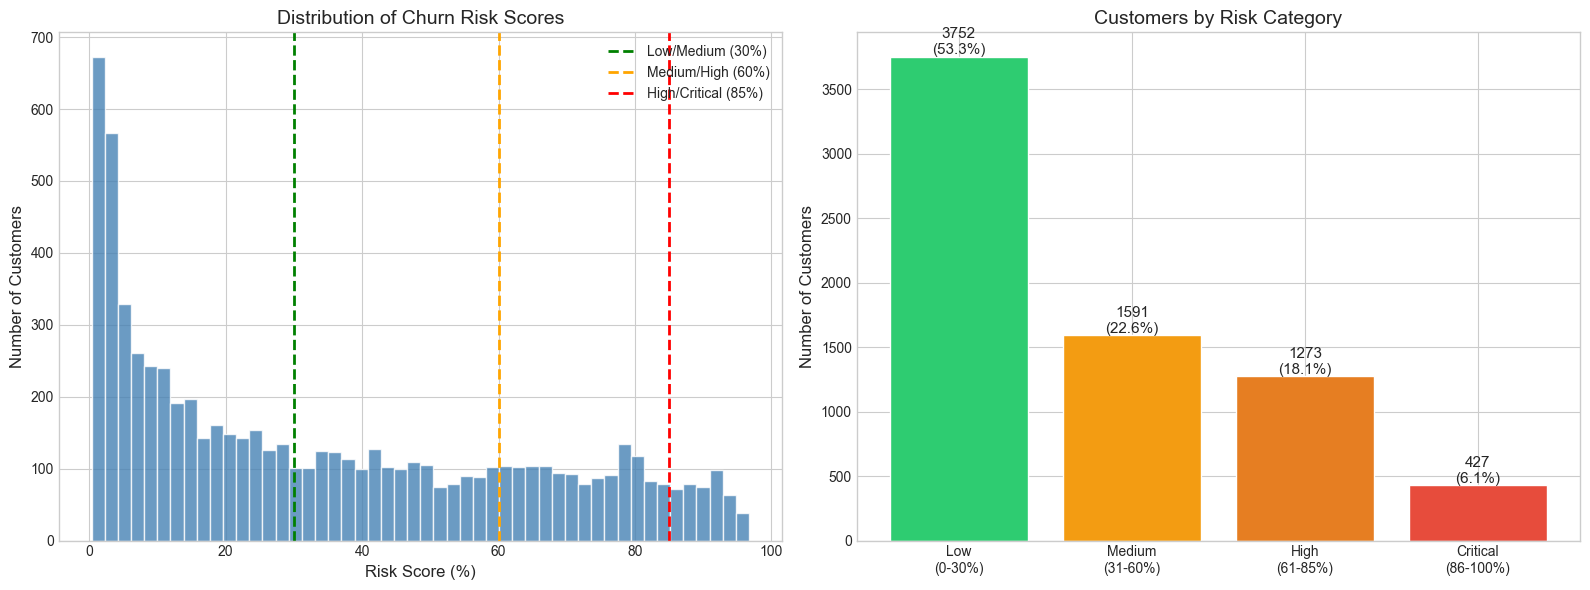 Distribution of Churn Risk Scores
Number of Customers
700
600
500
400
300
200
100
0
Low/Medium (30%)
Medium/High (60%)
High/Critical (85%)
0
20
40
60
80
100
Risk Score (%)
Customers by Risk Category
Number of Customers
3500
3000
2500
2000
1500
1000
500
0
3752
(53.3%)
1591
(22.6%)
1273
(18.1%)
427
(6.1%)
Low
(0-30%)
Medium
(31-60%)
High
(61-85%)
Critical
(86-100%)